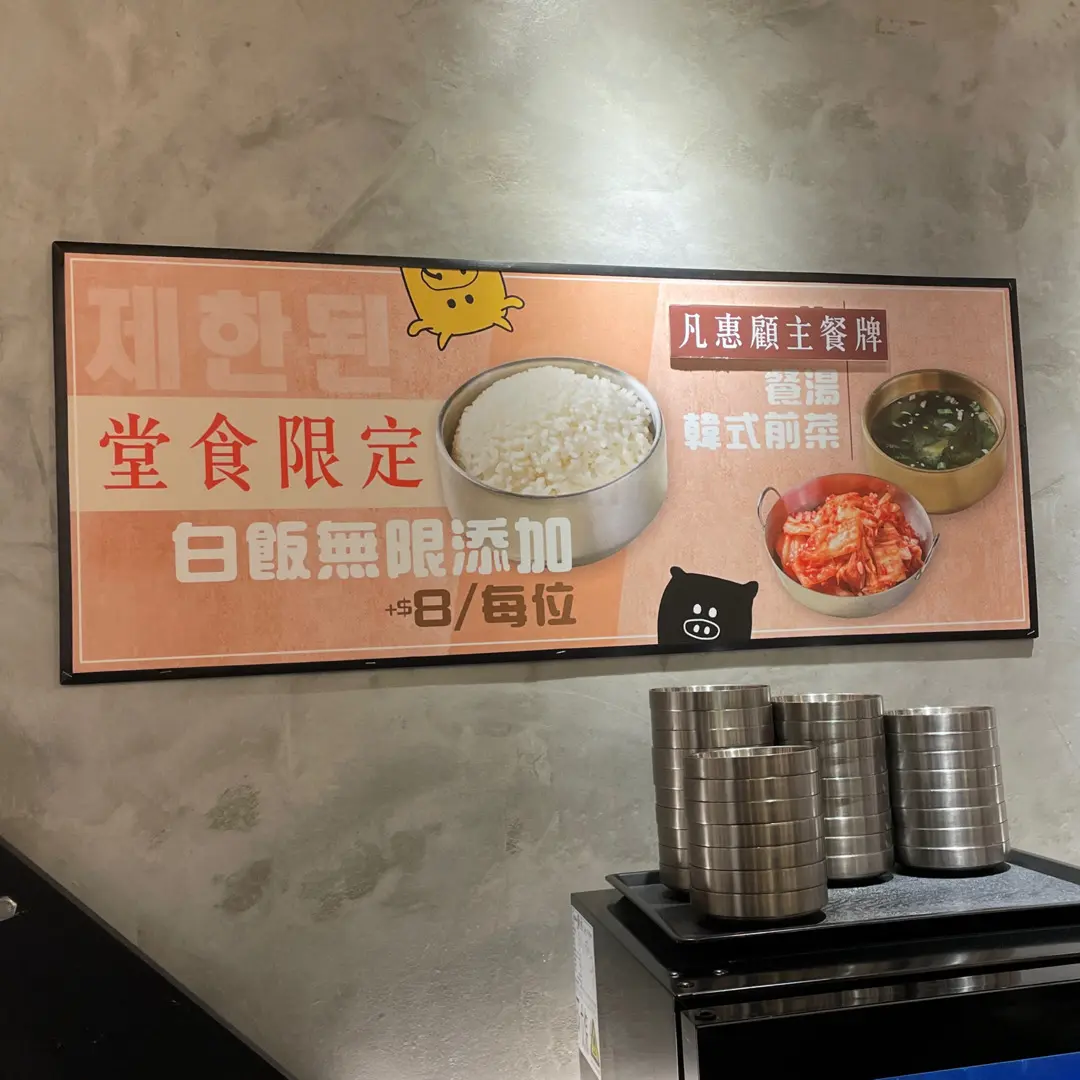 제한된
堂食限定
白飯無限添加
+$8/每位
凡惠顧主餐牌
餐湯
韓式前菜